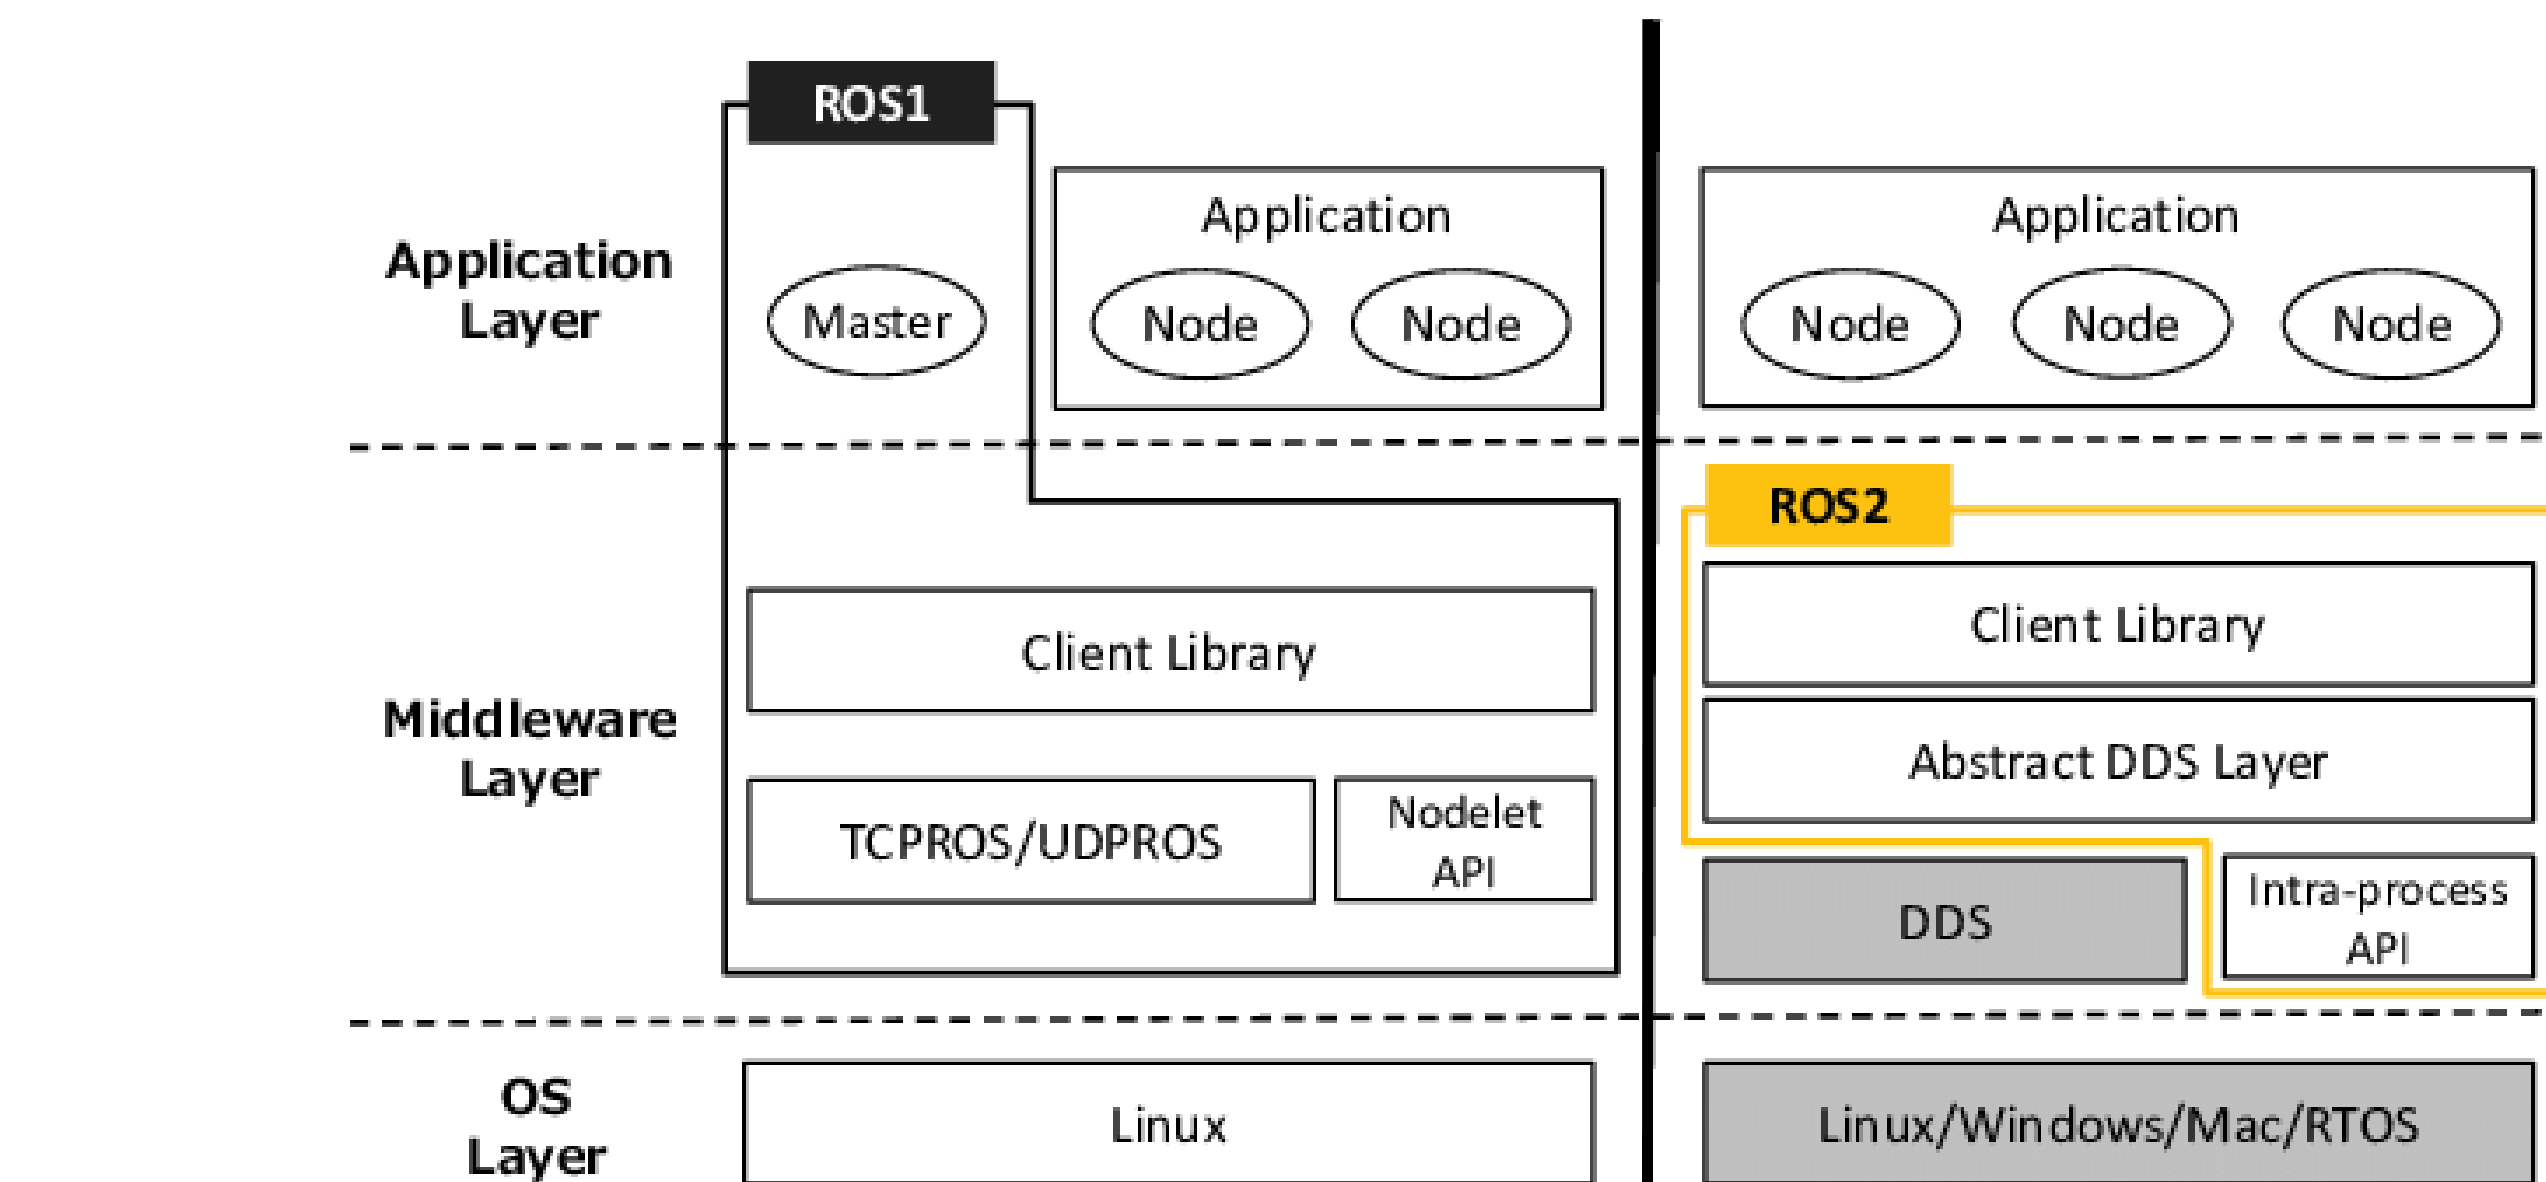 ROS1
Application
Layer
Master
Application
Node Node
Application
Node Node Node
Middleware
Layer
Client Library
TCPROS/UDPROS
Nodelet
API
ROS2
Client Library
Abstract DDS Layer
DDS
Intra-process
API
OS
Layer
Linux
Linux/Windows/Mac/RTOS